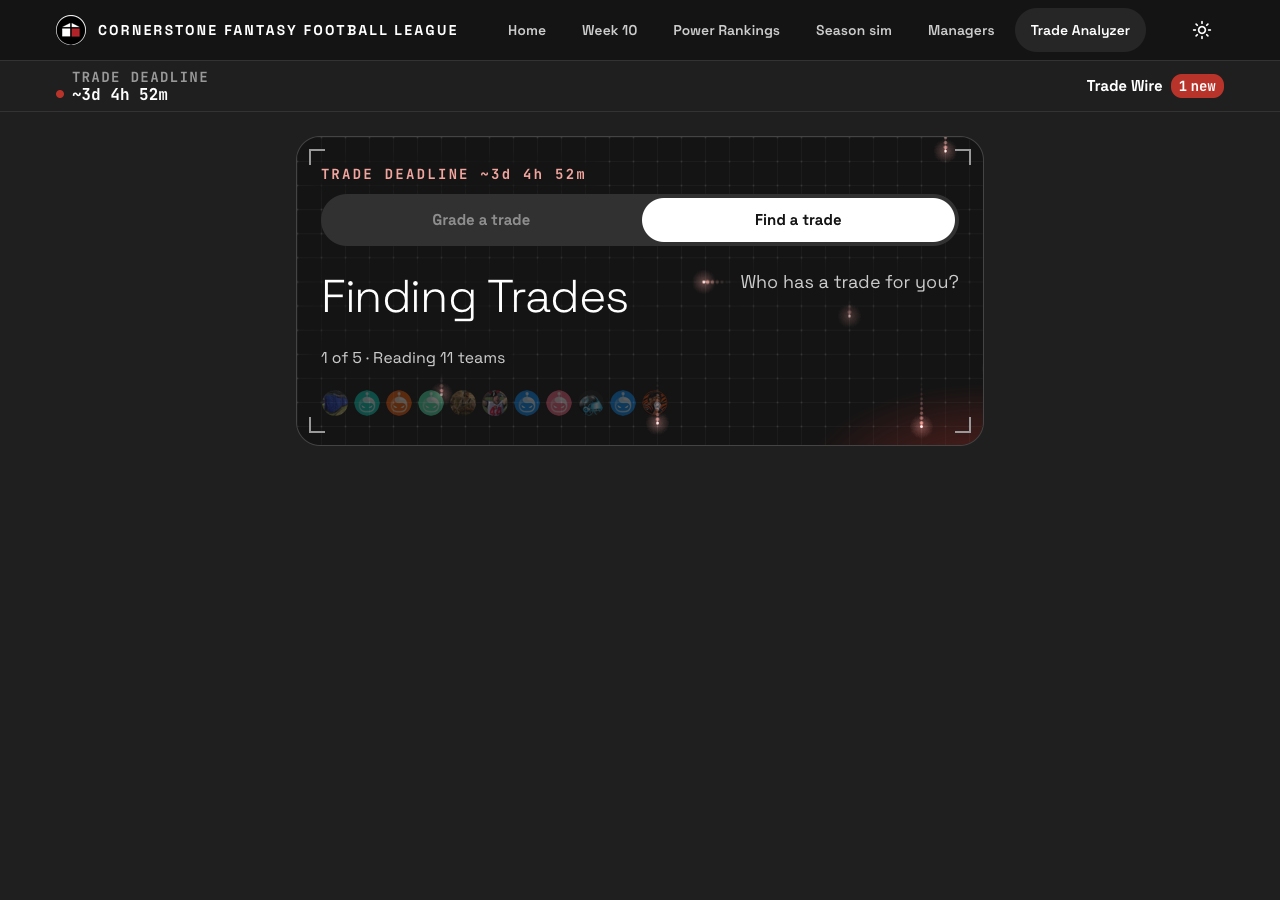 CORNERSTONE FANTASY FOOTBALL LEAGUE
Home
Week 10
Power Rankings
Season sim
Managers
Trade Analyzer
TRADE DEADLINE
~3d 4h 52m
Trade Wire
1 new
TRADE DEADLINE ~3d 4h 52m
Grade a trade
Find a trade
Finding Trades
Who has a trade for you?
1 of 5 · Reading 11 teams